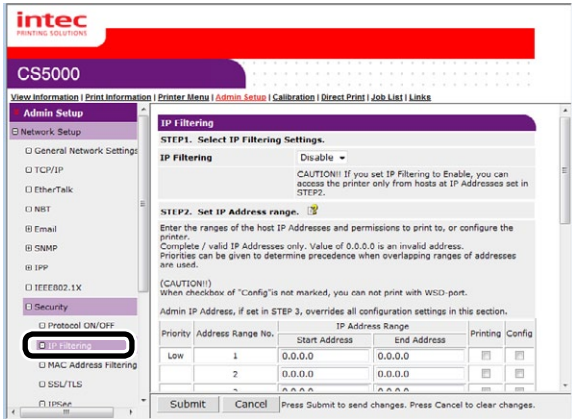 intec
PRINTING SOLUTIONS
CS5000
View Information | Print Information | Printer Menu | Admin Setup | Calibration | Direct Print | Job List | Links
Admin Setup
Network Setup
General Network Settings
TCP/IP
EtherTalk
NBT
Email
SNMP
IPP
IEEE802.1X
Security
Protocol ON/OFF
IP Filtering
MAC Address Filtering
SSL/TLS
IPSec
IP Filtering
STEP1. Select IP Filtering Settings.
IP Filtering Disable
CAUTION!! If you set IP Filtering to Enable, you can
access the printer only from hosts at IP Addresses set in
STEP2.
STEP2. Set IP Address range.
Enter the ranges of the host IP Addresses and permissions to print to, or configure the
printer.
Complete / valid IP Addresses only. Value of 0.0.0.0 is an invalid address.
Priorities can be given to determine precedence when overlapping ranges of addresses
are used.
(CAUTION!!)
When checkbox of "Config"is not marked, you can not print with WSD-port.
Admin IP Address, if set in STEP 3, overrides all configuration settings in this section.
Priority Address Range No. IP Address Range Printing Config
Start Address End Address
Low 1 0.0.0.0 0.0.0.0
2 0.0.0.0 0.0.0.0
Submit Cancel Press Submit to send changes. Press Cancel to clear changes.